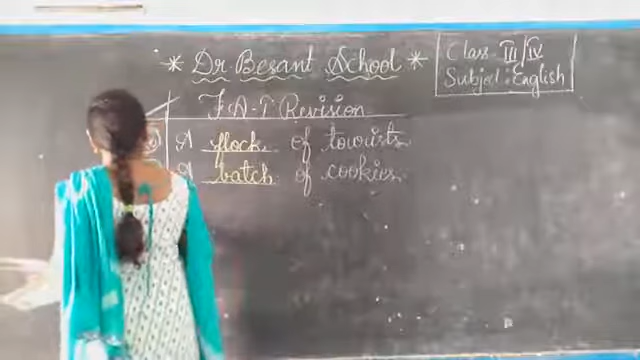 * Dr Besant School *
Class III/IV
Subject: English
F.A-I Revision
A flock of tourists.
A batch of cookies.